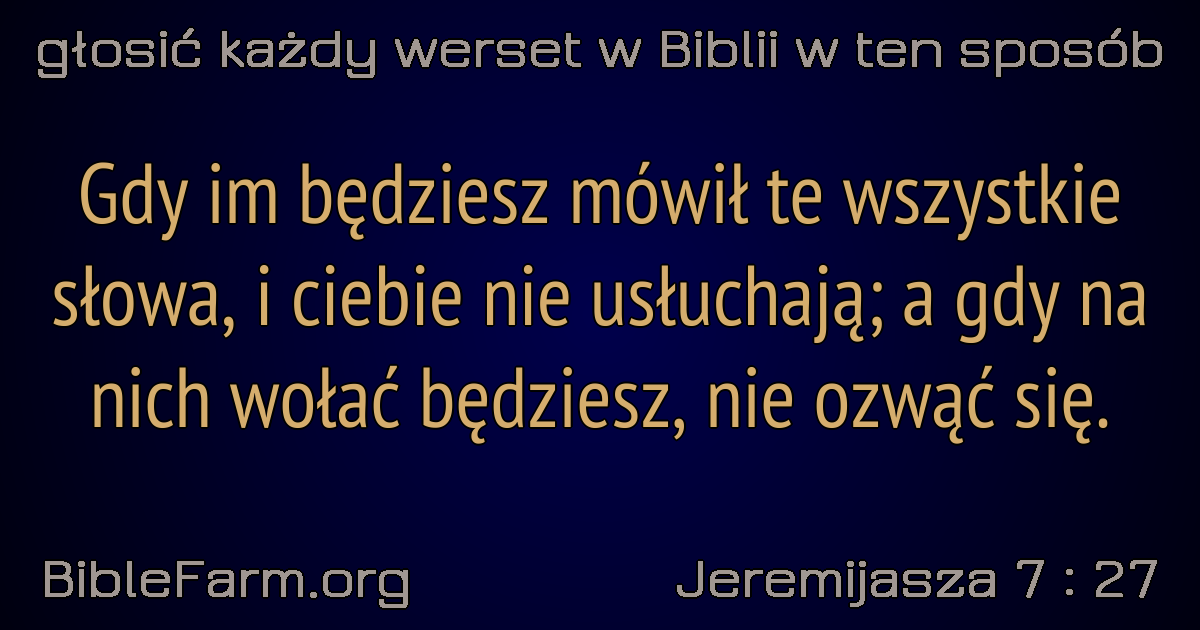 głosić każdy werset w Biblii w ten sposób
Gdy im będziesz mówił te wszystkie
słowa, i ciebie nie usłuchają; a gdy na
nich wołać będziesz, nie ozwąć się.
BibleFarm.org
Jeremijasza 7 : 27